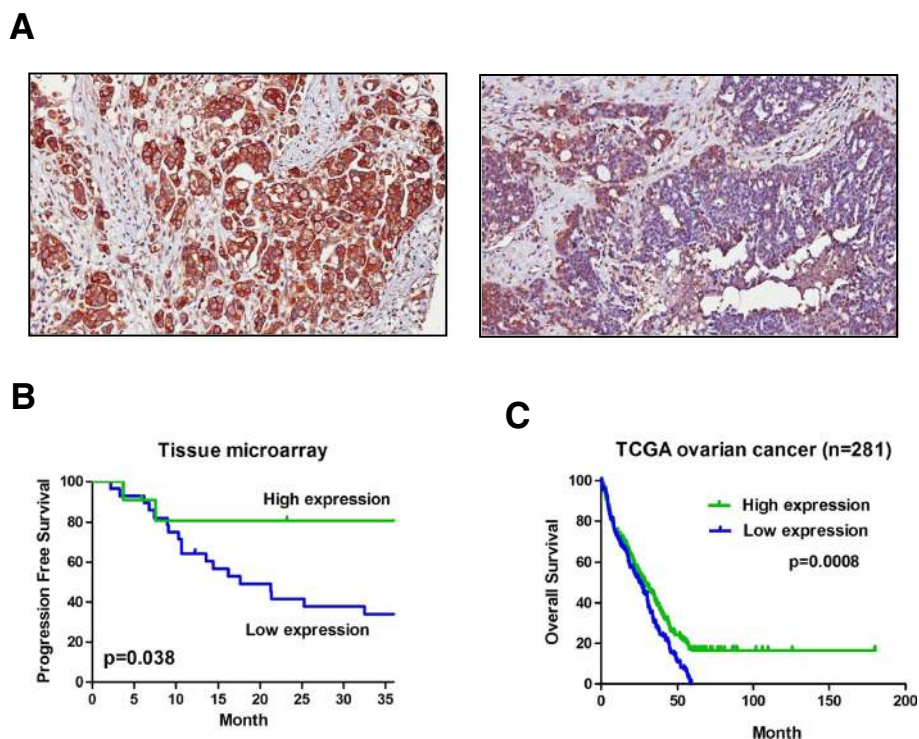 A
B
Tissue microarray
Progression Free Survival
100
80
60
40
20
0
High expression
Low expression
p=0.038
0 5 10 15 20 25 30 35
Month
C
TCGA ovarian cancer (n=281)
Overall Survival
100
80
60
40
20
0
High expression
Low expression
p=0.0008
0 50 100 150 200
Month